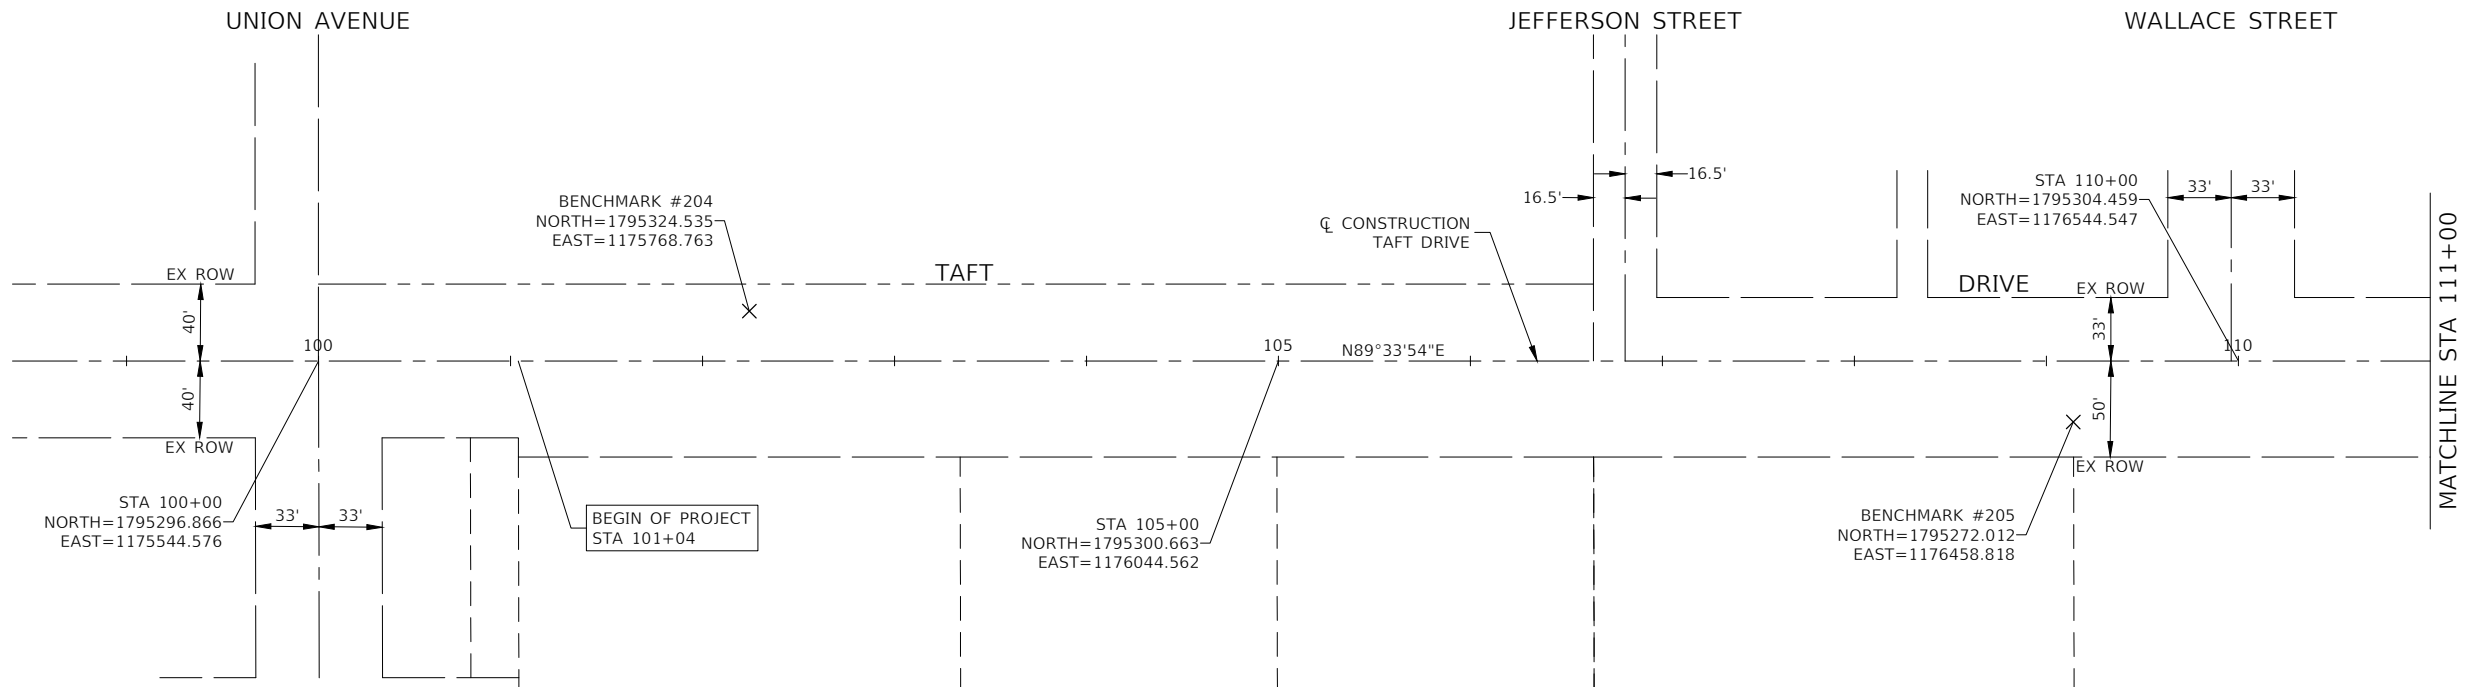 UNION AVENUE
JEFFERSON STREET
WALLACE STREET
BENCHMARK #204
NORTH=1795324.535
EAST=1175768.763
16.5'
16.5'
℄ CONSTRUCTION
TAFT DRIVE
STA 110+00
NORTH=1795304.459
EAST=1176544.547
33'
33'
EX ROW
TAFT
DRIVE
EX ROW
40'
33'
100
105
N89°33'54"E
110
40'
50'
EX ROW
EX ROW
MATCHLINE STA 111+00
STA 100+00
NORTH=1795296.866
EAST=1175544.576
33'
33'
BEGIN OF PROJECT
STA 101+04
STA 105+00
NORTH=1795300.663
EAST=1176044.562
BENCHMARK #205
NORTH=1795272.012
EAST=1176458.818